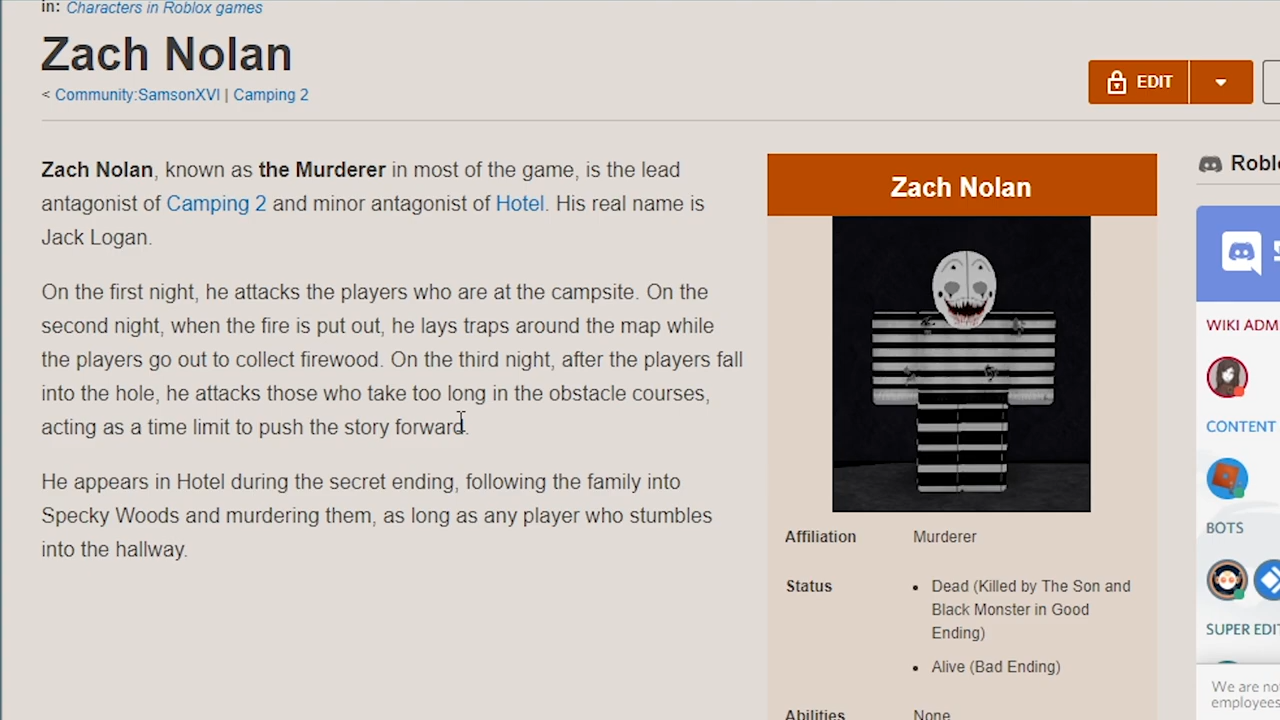 in: Characters in Roblox games
Zach Nolan
< Community:SamsonXVI | Camping 2
EDIT
Zach Nolan, known as the Murderer in most of the game, is the lead
antagonist of Camping 2 and minor antagonist of Hotel. His real name is
Jack Logan.
On the first night, he attacks the players who are at the campsite. On the
second night, when the fire is put out, he lays traps around the map while
the players go out to collect firewood. On the third night, after the players fall
into the hole, he attacks those who take too long in the obstacle courses,
acting as a time limit to push the story forward.
He appears in Hotel during the secret ending, following the family into
Specky Woods and murdering them, as long as any player who stumbles
into the hallway.
Zach Nolan
Affiliation Murderer
Status
• Dead (Killed by The Son and
Black Monster in Good
Ending)
• Alive (Bad Ending)
Abilities None
Roblo
WIKI ADM
CONTENT
BOTS
SUPER EDIT
We are no
employees